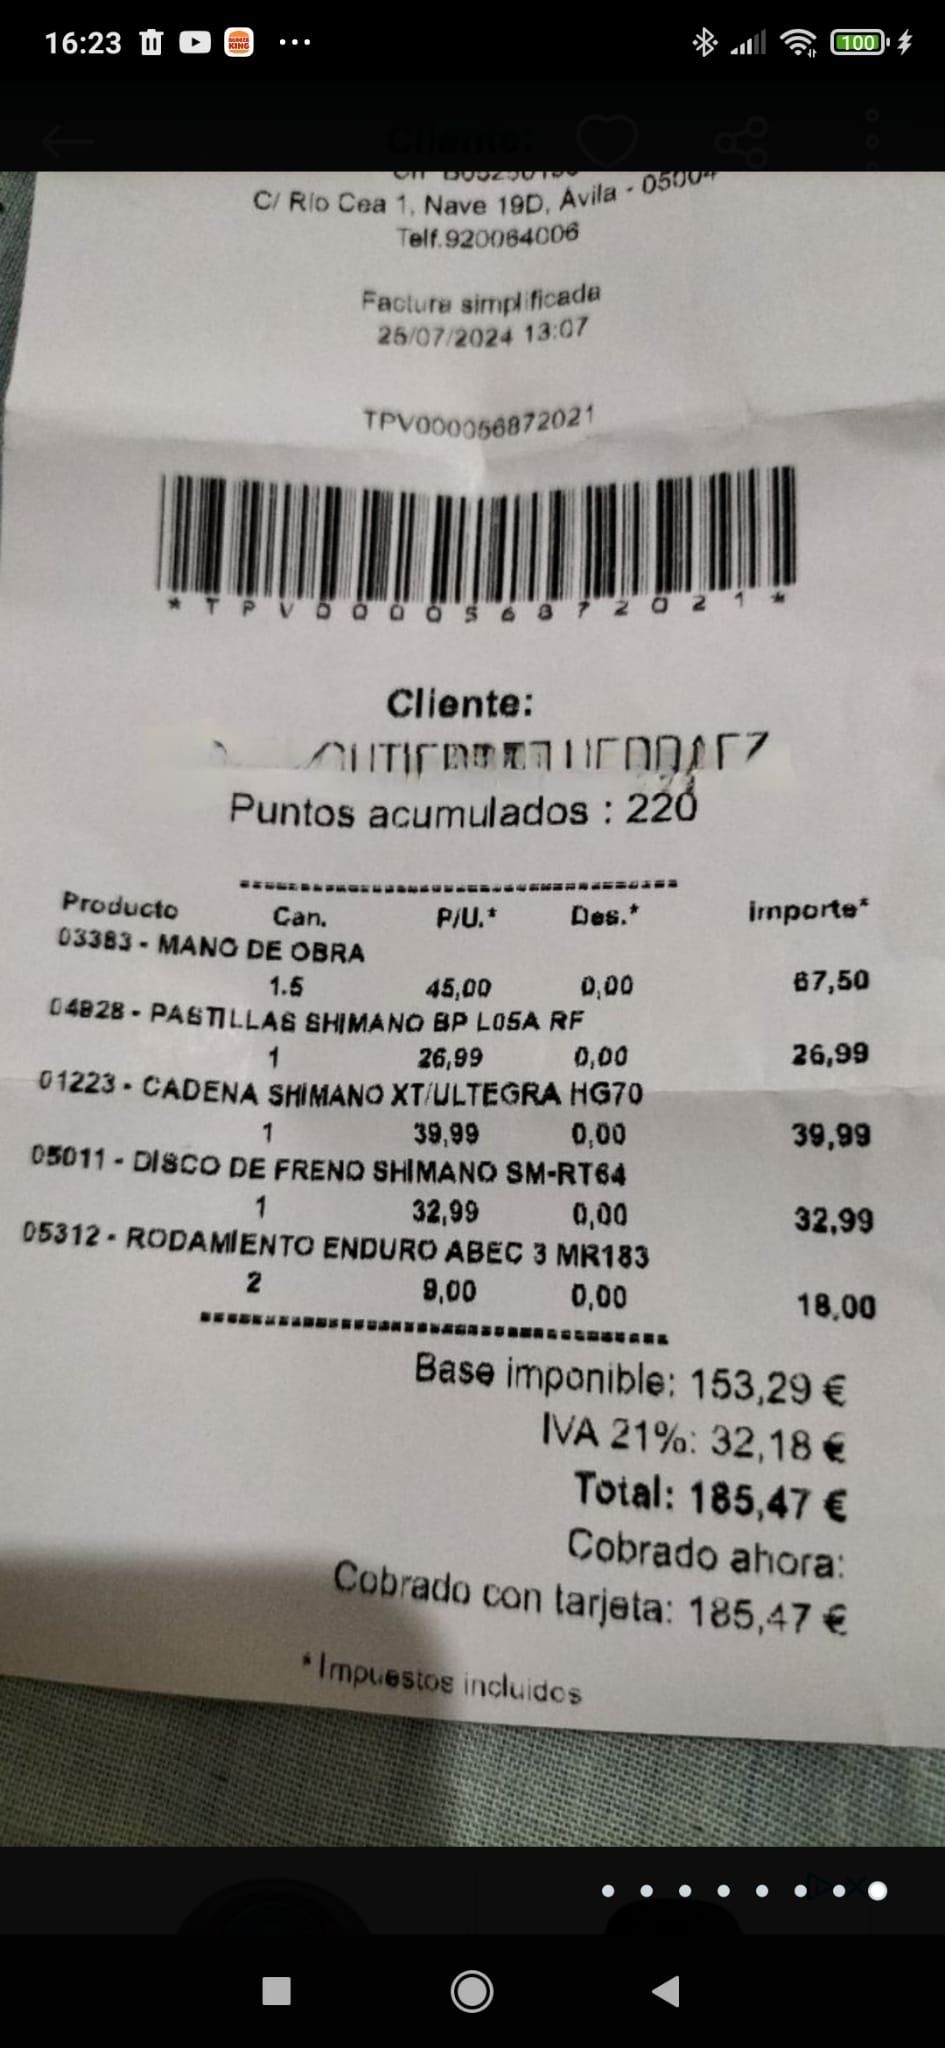 16:23
BURGER KING
100
Cliente:
C/ Río Cea 1, Nave 19D, Ávila - 05004
Telf.920064006
Factura simplificada
25/07/2024 13:07
TPV000056872021
*TPV000056872021*
Cliente:
Puntos acumulados : 220
Producto Can. P/U.* Des.* importe*
03383 - MANO DE OBRA
1.5 45,00 0,00 67,50
04828 - PASTILLAS SHIMANO BP L05A RF
1 26,99 0,00 26,99
01223 - CADENA SHIMANO XT/ULTEGRA HG70
1 39,99 0,00 39,99
05011 - DISCO DE FRENO SHIMANO SM-RT64
1 32,99 0,00 32,99
05312 - RODAMIENTO ENDURO ABEC 3 MR183
2 9,00 0,00 18,00
Base imponible: 153,29 €
IVA 21%: 32,18 €
Total: 185,47 €
Cobrado ahora:
Cobrado con tarjeta: 185,47 €
*Impuestos incluidos